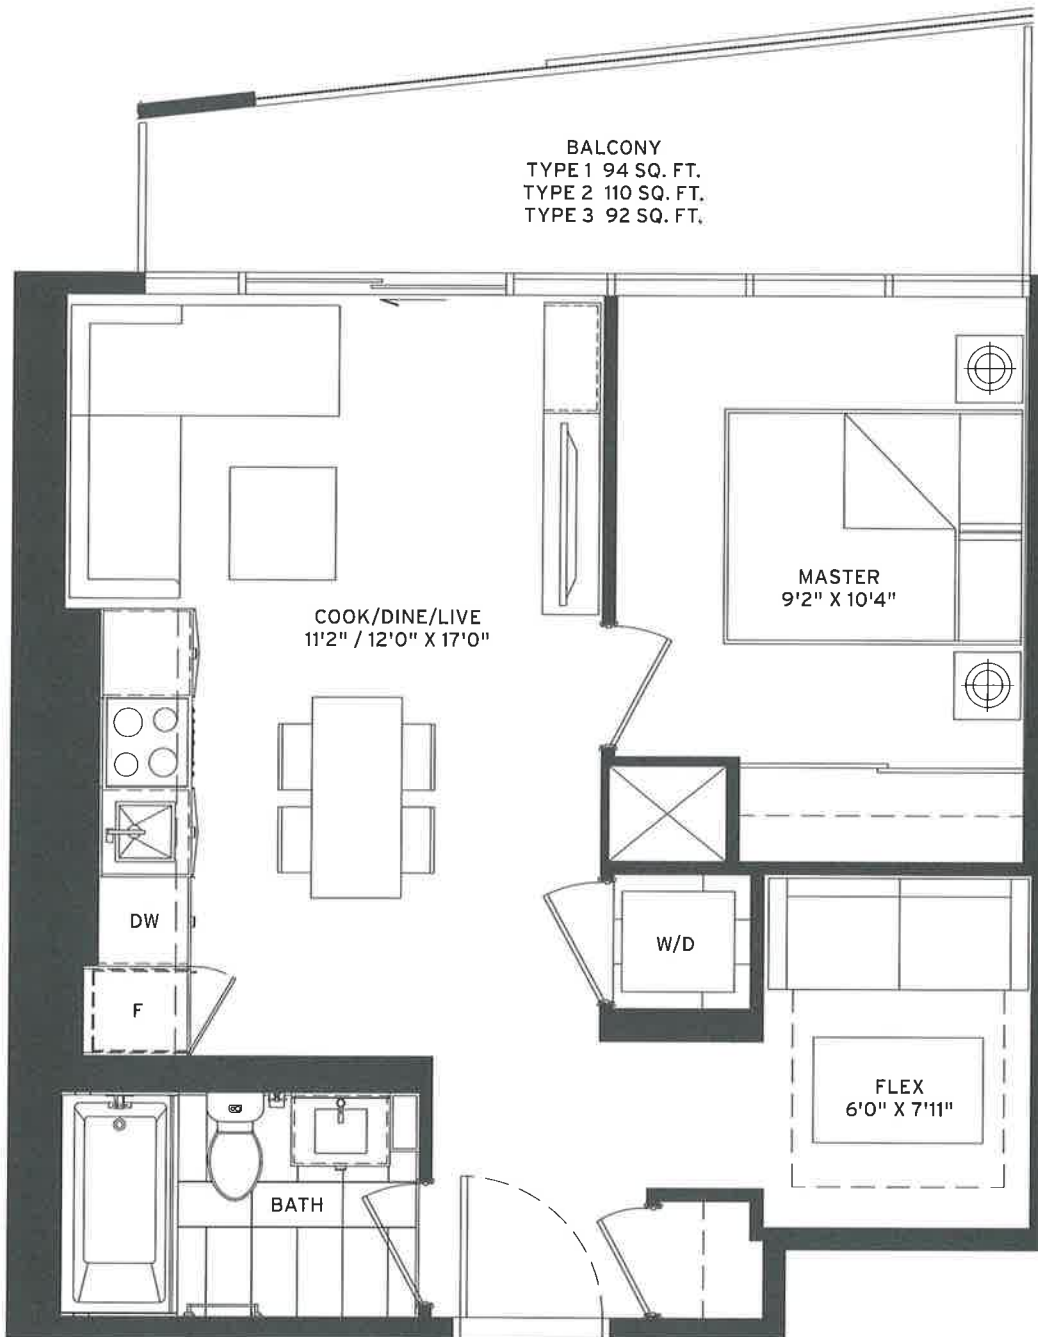 BALCONY
TYPE 1 94 SQ. FT.
TYPE 2 110 SQ. FT.
TYPE 3 92 SQ. FT.
MASTER
9'2" X 10'4"
COOK/DINE/LIVE
11'2" / 12'0" X 17'0"
DW
W/D
F
FLEX
6'0" X 7'11"
BATH